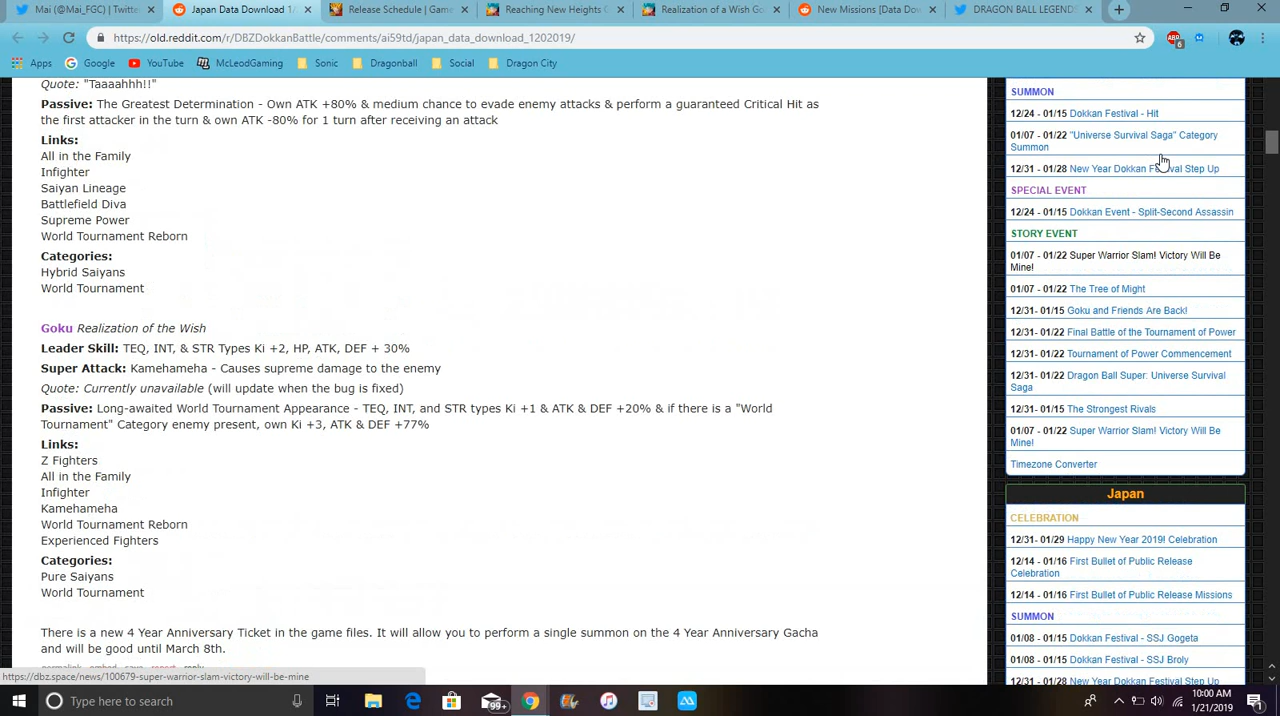 Mai (@Mai_FGC) | Twitter
Japan Data Download 1/
Release Schedule | Game
Reaching New Heights G
Realization of a Wish Gok
New Missions [Data Dow
DRAGON BALL LEGENDS
https://old.reddit.com/r/DBZDokkanBattle/comments/ai59td/japan_data_download_1202019/
Apps Google YouTube McLeodGaming Sonic Dragonball Social Dragon City
Quote: "Taaaahhh!!"
Passive: The Greatest Determination - Own ATK +80% & medium chance to evade enemy attacks & perform a guaranteed Critical Hit as
the first attacker in the turn & own ATK -80% for 1 turn after receiving an attack
Links:
All in the Family
Infighter
Saiyan Lineage
Battlefield Diva
Supreme Power
World Tournament Reborn
Categories:
Hybrid Saiyans
World Tournament
Goku Realization of the Wish
Leader Skill: TEQ, INT, & STR Types Ki +2, HP, ATK, DEF + 30%
Super Attack: Kamehameha - Causes supreme damage to the enemy
Quote: Currently unavailable (will update when the bug is fixed)
Passive: Long-awaited World Tournament Appearance - TEQ, INT, and STR types Ki +1 & ATK & DEF +20% & if there is a "World
Tournament" Category enemy present, own Ki +3, ATK & DEF +77%
Links:
Z Fighters
All in the Family
Infighter
Kamehameha
World Tournament Reborn
Experienced Fighters
Categories:
Pure Saiyans
World Tournament
There is a new 4 Year Anniversary Ticket in the game files. It will allow you to perform a single summon on the 4 Year Anniversary Gacha
and will be good until March 8th.
permalink embed save report reply
https://dbz.space/news/100679-super-warrior-slam-victory-will-be-m
SUMMON
12/24 - 01/15 Dokkan Festival - Hit
01/07 - 01/22 "Universe Survival Saga" Category
Summon
12/31 - 01/28 New Year Dokkan Festival Step Up
SPECIAL EVENT
12/24 - 01/15 Dokkan Event - Split-Second Assassin
STORY EVENT
01/07 - 01/22 Super Warrior Slam! Victory Will Be
Mine!
01/07 - 01/22 The Tree of Might
12/31- 01/15 Goku and Friends Are Back!
12/31- 01/22 Final Battle of the Tournament of Power
12/31- 01/22 Tournament of Power Commencement
12/31- 01/22 Dragon Ball Super: Universe Survival
Saga
12/31- 01/15 The Strongest Rivals
01/07 - 01/22 Super Warrior Slam! Victory Will Be
Mine!
Timezone Converter
Japan
CELEBRATION
12/31- 01/29 Happy New Year 2019! Celebration
12/14 - 01/16 First Bullet of Public Release
Celebration
12/14 - 01/16 First Bullet of Public Release Missions
SUMMON
01/08 - 01/15 Dokkan Festival - SSJ Gogeta
01/08 - 01/15 Dokkan Festival - SSJ Broly
12/31 - 01/28 New Year Dokkan Festival Step Up
Type here to search
99+
10:00 AM
1/21/2019